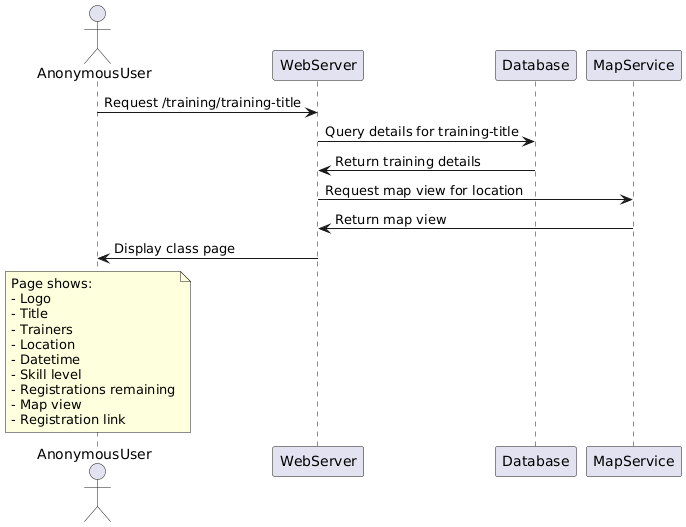 AnonymousUser
WebServer
Database
MapService
Request /training/training-title
Query details for training-title
Return training details
Request map view for location
Return map view
Display class page
Page shows:
- Logo
- Title
- Trainers
- Location
- Datetime
- Skill level
- Registrations remaining
- Map view
- Registration link
AnonymousUser
WebServer
Database
MapService